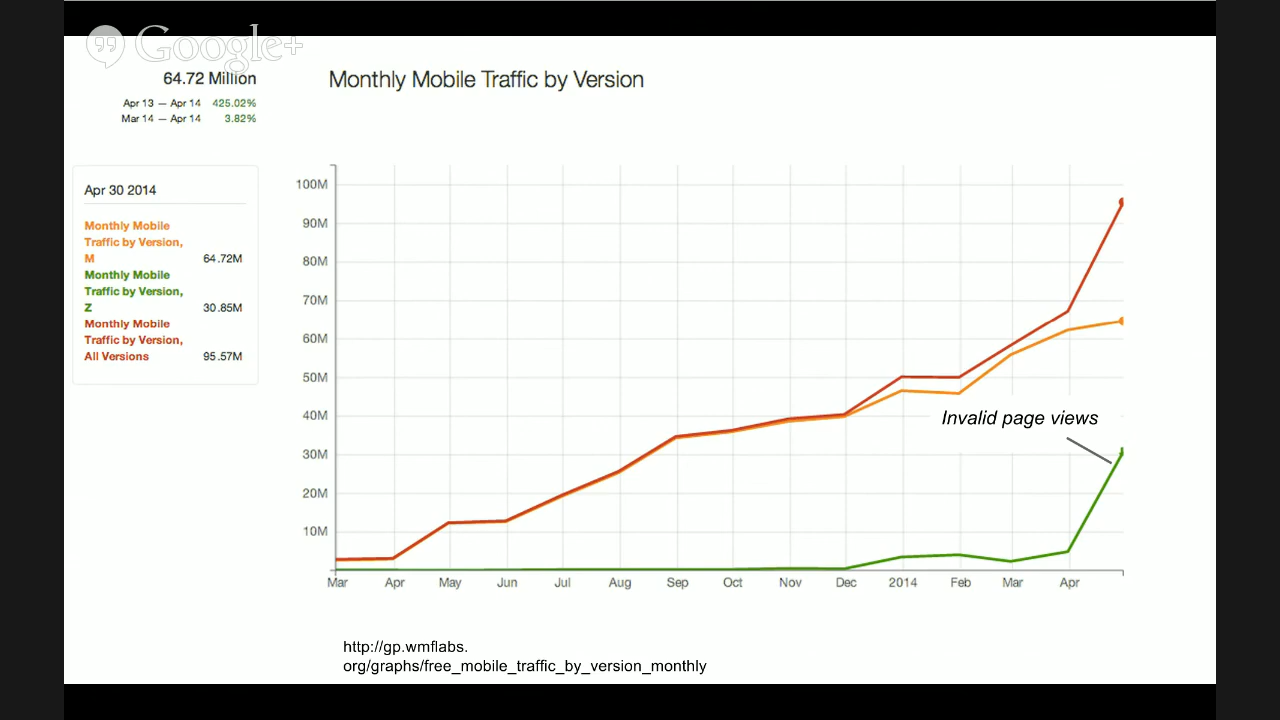 Google+
64.72 Million
Apr 13 — Apr 14 425.02%
Mar 14 — Apr 14 3.82%
Monthly Mobile Traffic by Version
Apr 30 2014
Monthly Mobile
Traffic by Version,
M 64.72M
Monthly Mobile
Traffic by Version,
Z 30.85M
Monthly Mobile
Traffic by Version,
All Versions 95.57M
100M
90M
80M
70M
60M
50M
40M
30M
20M
10M
Invalid page views
Mar Apr May Jun Jul Aug Sep Oct Nov Dec 2014 Feb Mar Apr
http://gp.wmflabs.
org/graphs/free_mobile_traffic_by_version_monthly